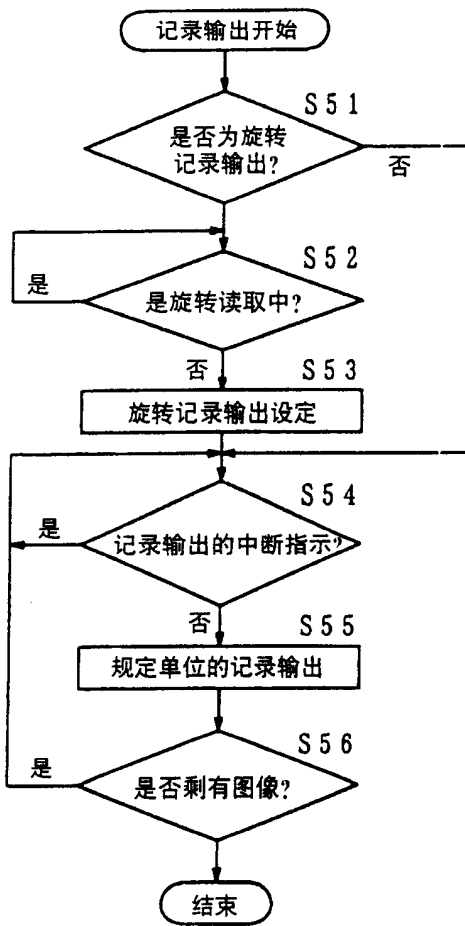 记录输出开始
S51
是否为旋转
记录输出?
否
S52
是
是旋转读取中?
否
S53
旋转记录输出设定
S54
是
记录输出的中断指示?
否
S55
规定单位的记录输出
S56
是
是否剩有图像?
结束